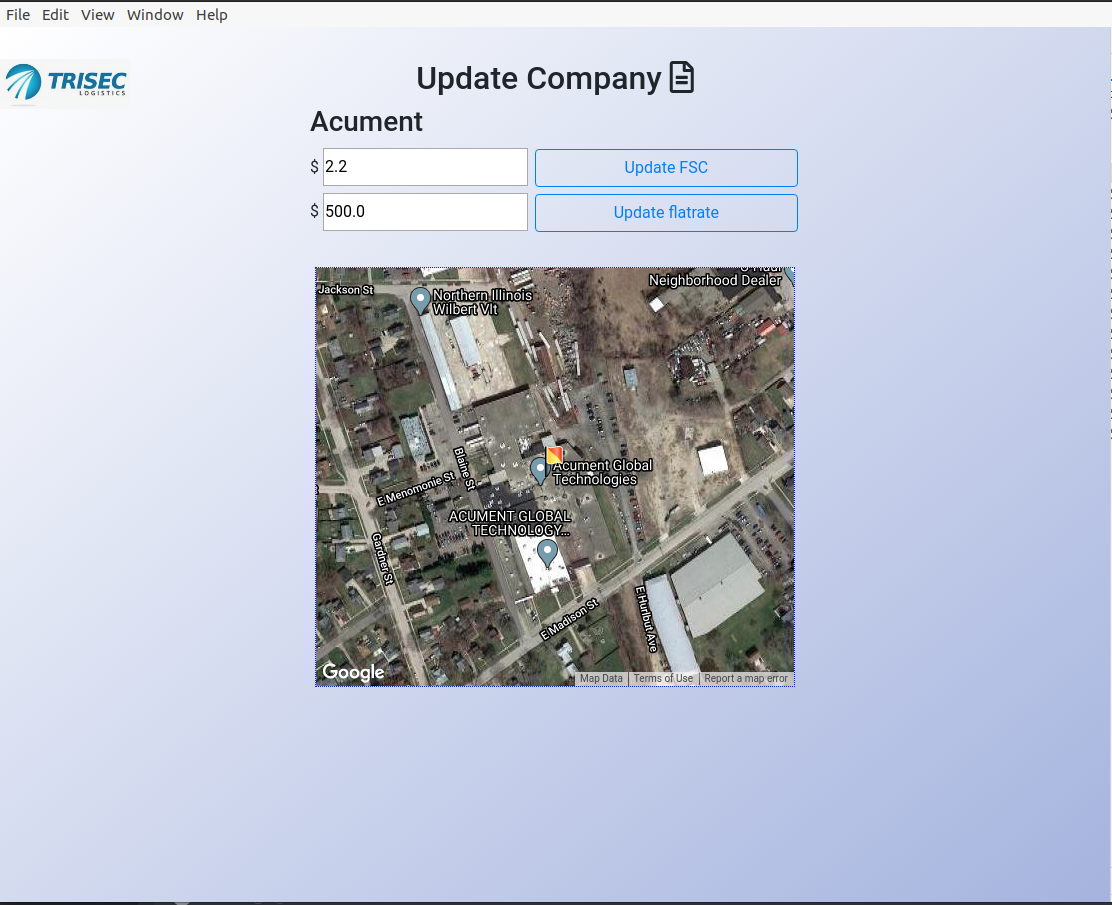 File Edit View Window Help
TRISEC
LOGISTICS
Update Company
Acument
$ 2.2 Update FSC
$ 500.0 Update flatrate
U-Haul
Neighborhood Dealer
Jackson St
Northern Illinois
Wilbert Vlt
Blaine St
Acument Global
Technologies
E Menomonie St
ACUMENT GLOBAL
TECHNOLOGY...
Gardner St
E Madison St
E Hurlbut Ave
Google
Map Data Terms of Use Report a map error